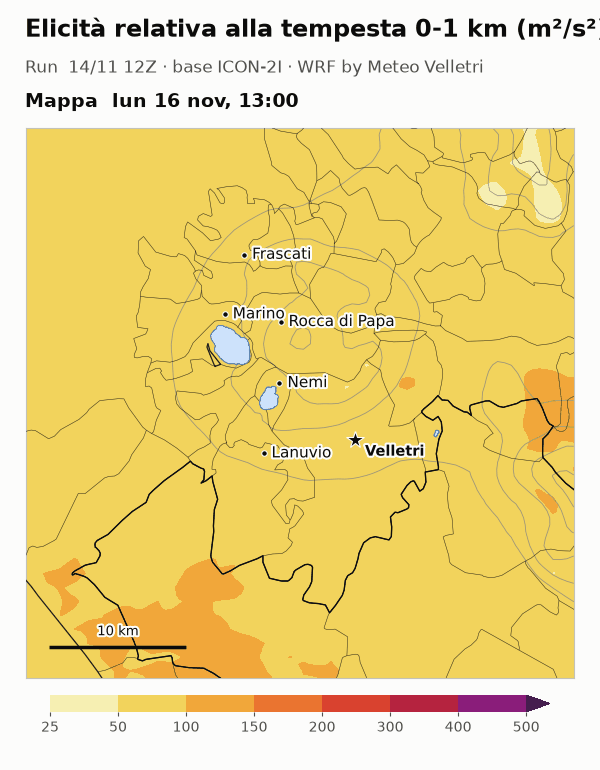 Elicità relativa alla tempesta 0-1 km (m²/s²)
Run 14/11 12Z · base ICON-2I · WRF by Meteo Velletri
Mappa lun 16 nov, 13:00
Frascati
Marino
Rocca di Papa
Nemi
Velletri
Lanuvio
10 km
25 50 100 150 200 300 400 500